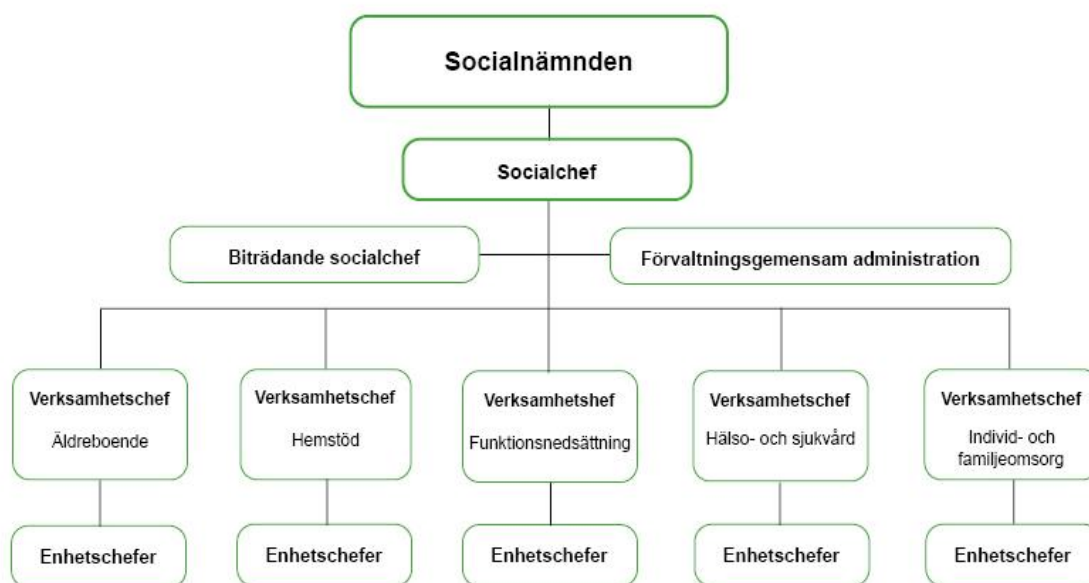 Socialnämnden
Socialchef
Biträdande socialchef
Förvaltningsgemensam administration
Verksamhetschef
Äldreboende
Verksamhetschef
Hemstöd
Verksamhetshef
Funktionsnedsättning
Verksamhetschef
Hälso- och sjukvård
Verksamhetschef
Individ- och
familjeomsorg
Enhetschefer
Enhetschefer
Enhetschefer
Enhetschefer
Enhetschefer